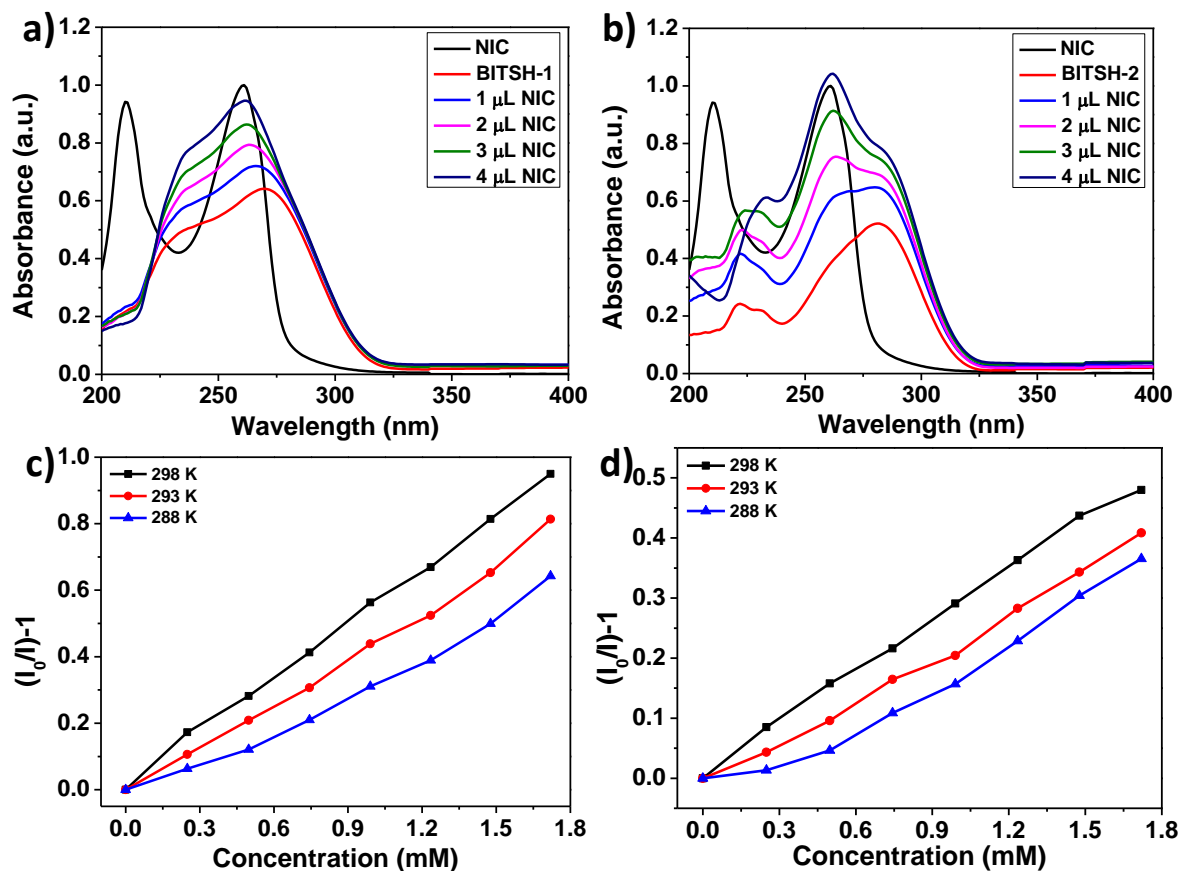 a)
1.2
1.0
0.8
0.6
0.4
0.2
0.0
Absorbance (a.u.)
NIC
BITSH-1
1 μL NIC
2 μL NIC
3 μL NIC
4 μL NIC
200 250 300 350 400
Wavelength (nm)
b)
1.2
1.0
0.8
0.6
0.4
0.2
0.0
Absorbance (a.u.)
NIC
BITSH-2
1 μL NIC
2 μL NIC
3 μL NIC
4 μL NIC
200 250 300 350 400
Wavelength (nm)
c)
1.0
0.8
0.6
0.4
0.2
0.0
(I₀/I)-1
298 K
293 K
288 K
0.0 0.3 0.6 0.9 1.2 1.5 1.8
Concentration (mM)
d)
0.5
0.4
0.3
0.2
0.1
0.0
(I₀/I)-1
298 K
293 K
288 K
0.0 0.3 0.6 0.9 1.2 1.5 1.8
Concentration (mM)